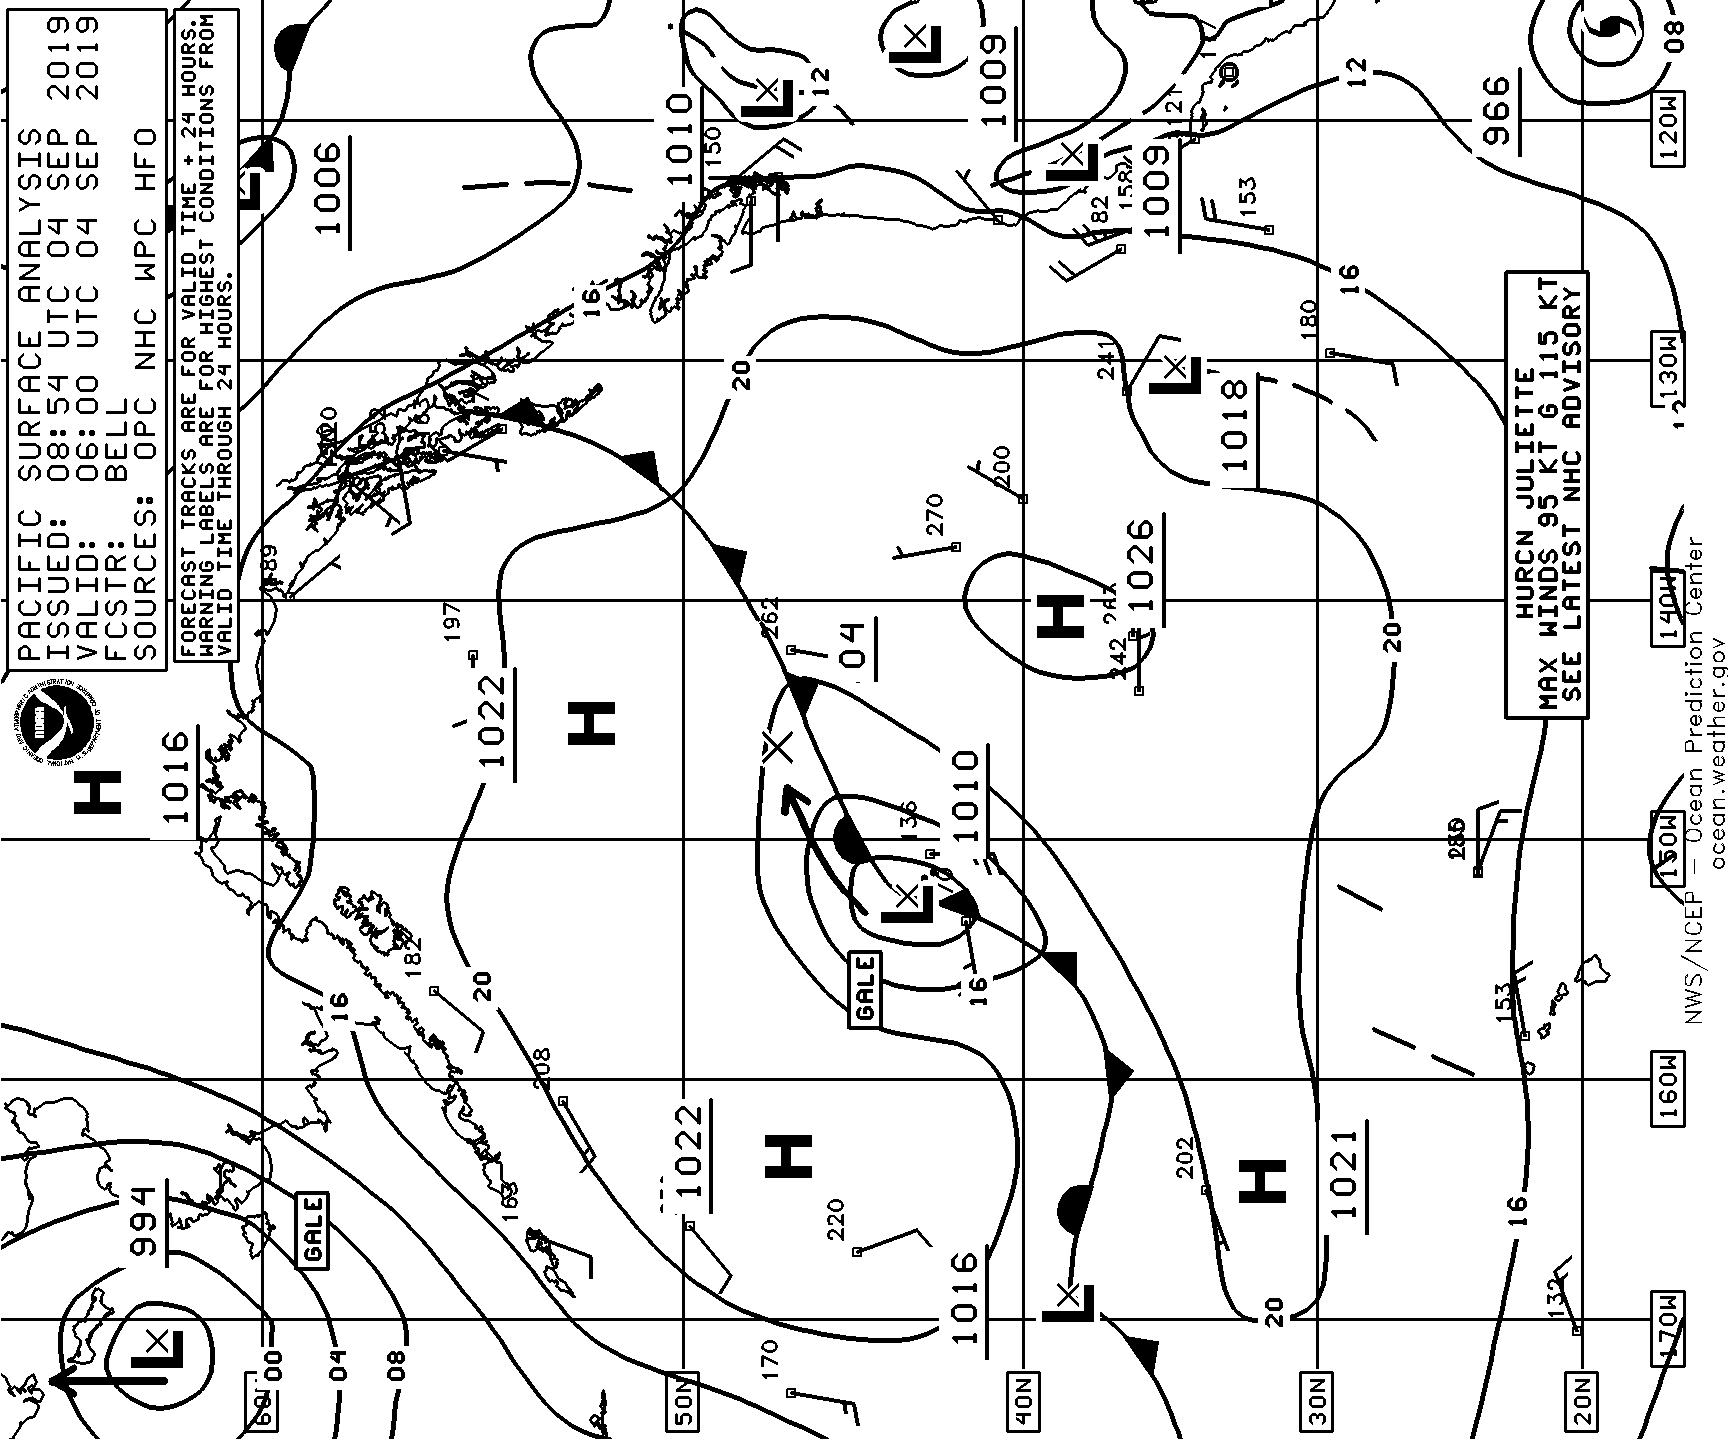 PACIFIC SURFACE ANALYSIS
ISSUED: 08:54 UTC 04 SEP 2019
VALID: 06:00 UTC 04 SEP 2019
FCSTR: BELL
SOURCES: OPC NHC WPC HFO
FORECAST TRACKS ARE FOR VALID TIME + 24 HOURS.
WARNING LABELS ARE FOR HIGHEST CONDITIONS FROM
VALID TIME THROUGH 24 HOURS.
H
1016
994
L
GALE
00
04
08
60
16
1006
L
1010
150
L
12
L
1009
1009
L
16
20
89
197
1022
H
182
20
208
1022
H
220
170
50N
262
04
270
200
241
L
1018
H
1026
242
1010
136
L
GALE
16
1016
L
40N
202
H
1021
20
30N
82
158
121
153
180
16
12
966
08
HURCN JULIETTE
MAX WINDS 95 KT G 115 KT
SEE LATEST NHC ADVISORY
20
153
16
132
20N
120W
130W
12
140W
150W
160W
170W
NWS/NCEP – Ocean Prediction Center
ocean.weather.gov